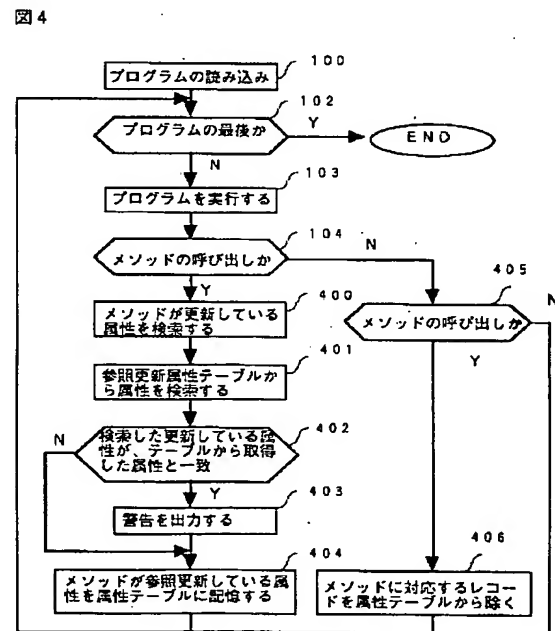 図4
プログラムの読み込み
100
プログラムの最後か
102
Y
END
N
プログラムを実行する
103
メソッドの呼び出しか
104
N
Y
メソッドが更新している
属性を検索する
400
メソッドの呼び出しか
405
N
Y
参照更新属性テーブルか
ら属性を検索する
401
検索した更新している属
性が、テーブルから取得
した属性と一致
402
N
Y
警告を出力する
403
メソッドが参照更新している属
性を属性テーブルに記憶する
404
メソッドに対応するレコー
ドを属性テーブルから除く
406